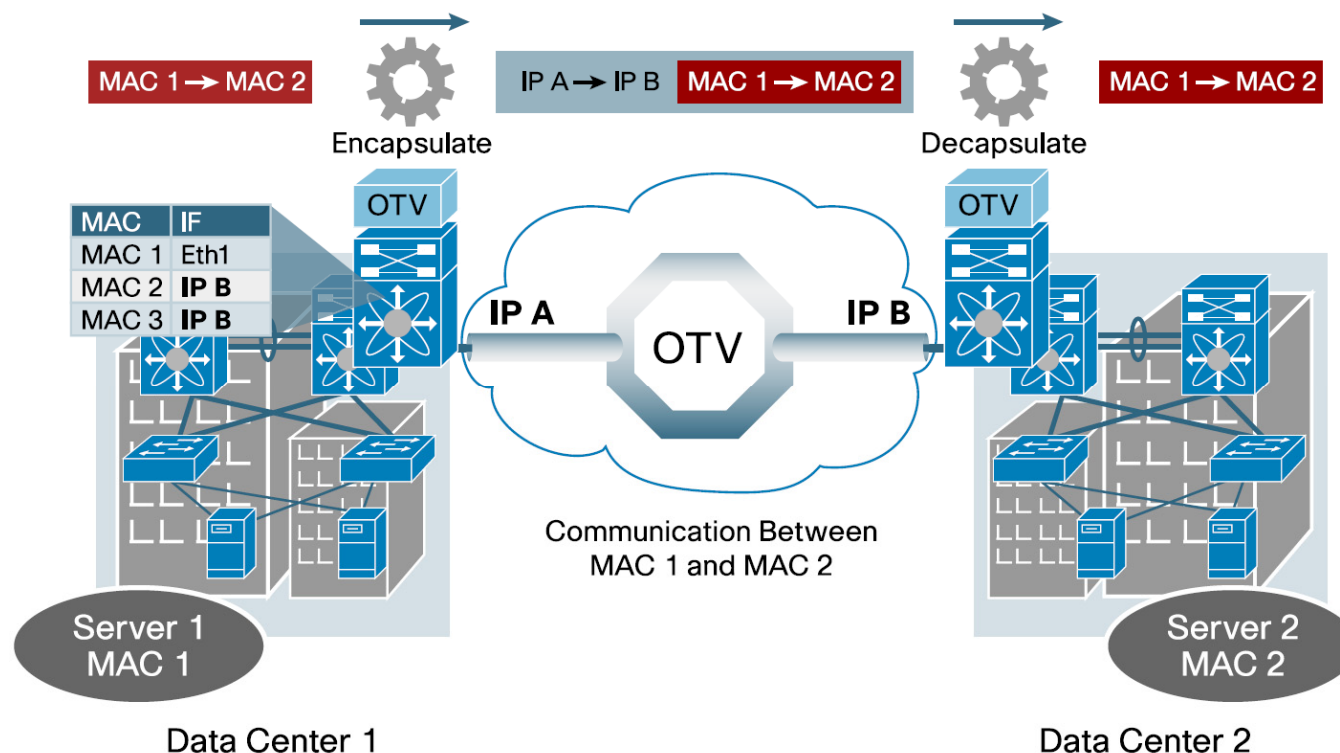 MAC 1 → MAC 2
IP A → IP B MAC 1 → MAC 2
MAC 1 → MAC 2
Encapsulate
Decapsulate
OTV
OTV
MAC IF
MAC 1 Eth1
MAC 2 IP B
MAC 3 IP B
IP A
OTV
IP B
Communication Between
MAC 1 and MAC 2
Server 1
MAC 1
Server 2
MAC 2
Data Center 1
Data Center 2